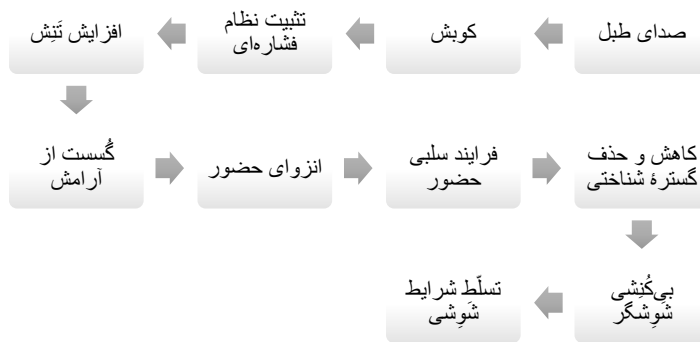 صدای طبل
کوبش
تثبیت نظام
فشاره‌ای
افزایش تَنِش
گُسست از
آرامش
انزوای حضور
فرایند سلبی
حضور
کاهش و حذف
گسترهٔ شناختی
بی‌کُنِشی
شَوِشگر
تسلّط شرایط
شَوِشی